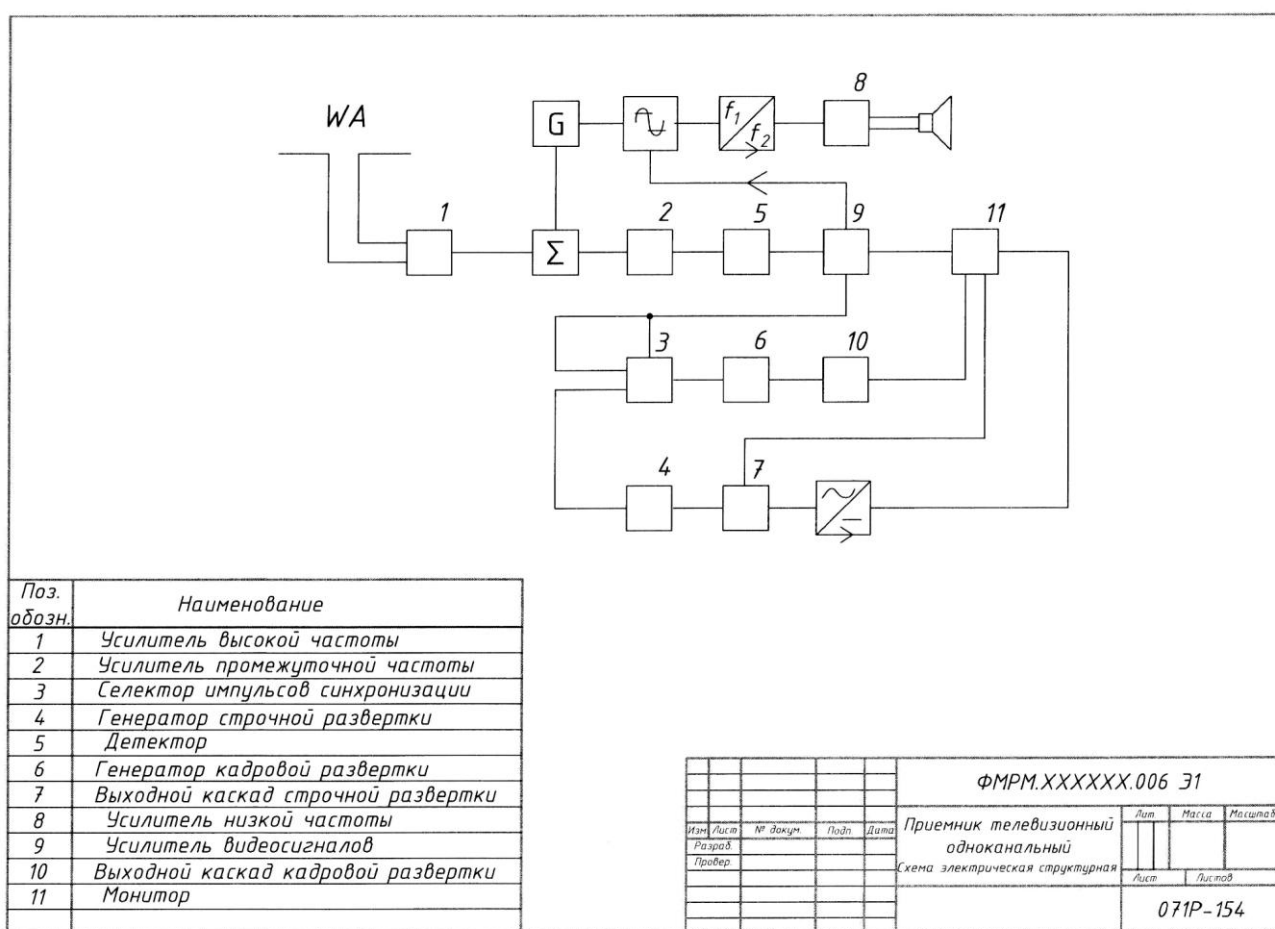 WA
G
f1
f2
8
1
Σ
2
5
9
11
3
6
10
4
7
Поз. обозн.
Наименование
1 Усилитель высокой частоты
2 Усилитель промежуточной частоты
3 Селектор импульсов синхронизации
4 Генератор строчной развертки
5 Детектор
6 Генератор кадровой развертки
7 Выходной каскад строчной развертки
8 Усилитель низкой частоты
9 Усилитель видеосигналов
10 Выходной каскад кадровой развертки
11 Монитор
ФМРМ.XXXXXX.006 Э1
Изм Лист № докум. Подп Дата
Разраб.
Провер.
Приемник телевизионный
одноканальный
Схема электрическая структурная
Лит Масса Масштаб
Лист Листов
071Р-154